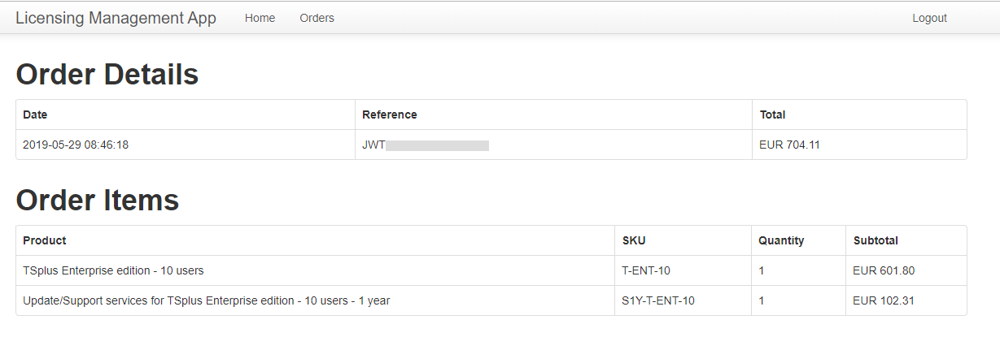 Licensing Management App Home Orders Logout
Order Details
Date Reference Total
2019-05-29 08:46:18 JWT EUR 704.11
Order Items
Product SKU Quantity Subtotal
TSplus Enterprise edition - 10 users T-ENT-10 1 EUR 601.80
Update/Support services for TSplus Enterprise edition - 10 users - 1 year S1Y-T-ENT-10 1 EUR 102.31